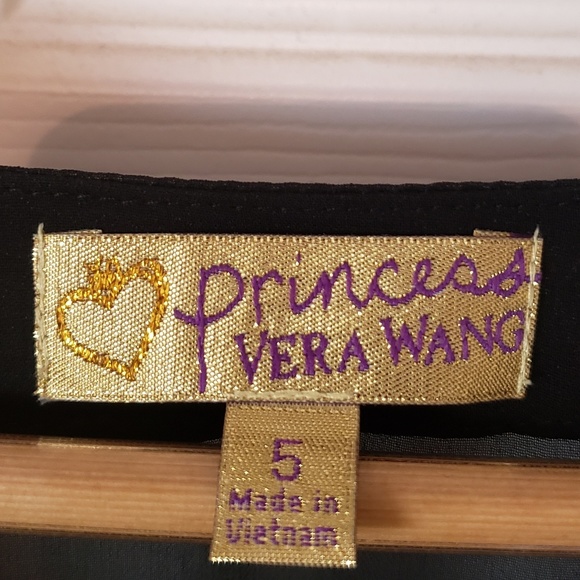 princess
VERA WANG
5
Made in
Vietnam